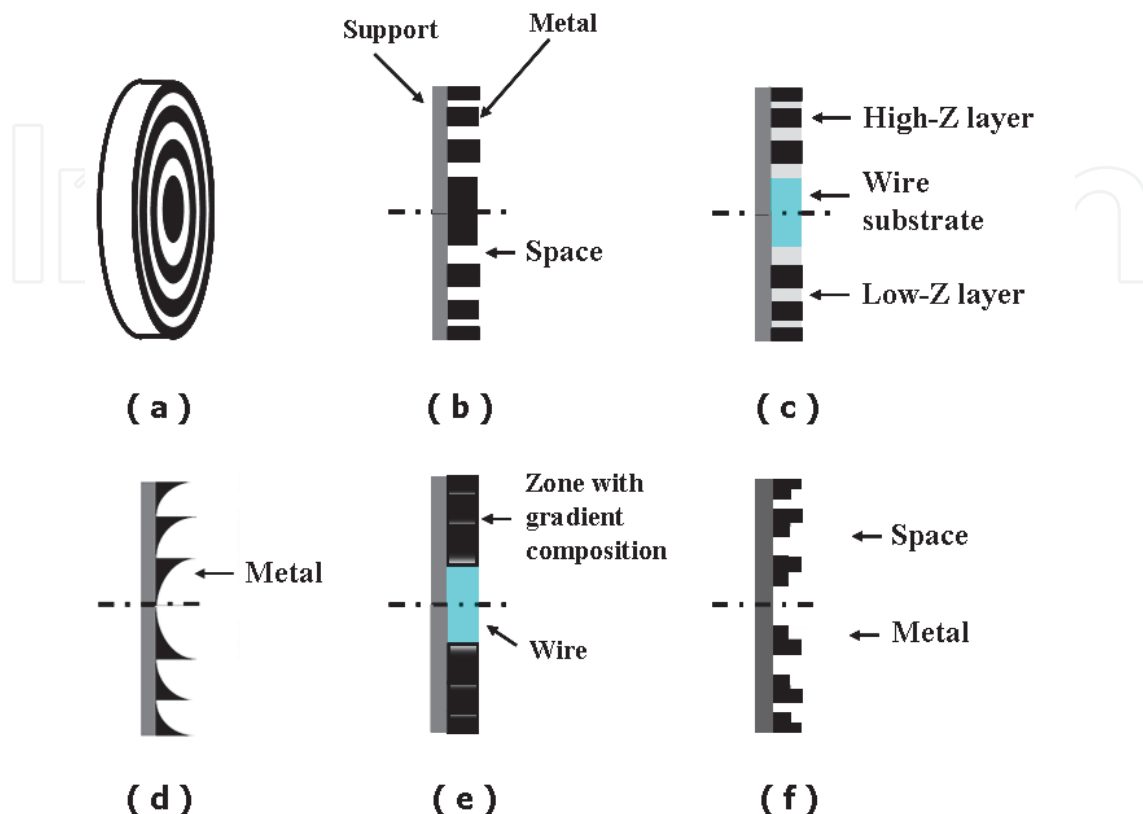 Support
Metal
High-Z layer
Wire
substrate
Space
Low-Z layer
( a )
( b )
( c )
Zone with
gradient
composition
Space
Metal
Metal
Wire
( d )
( e )
( f )